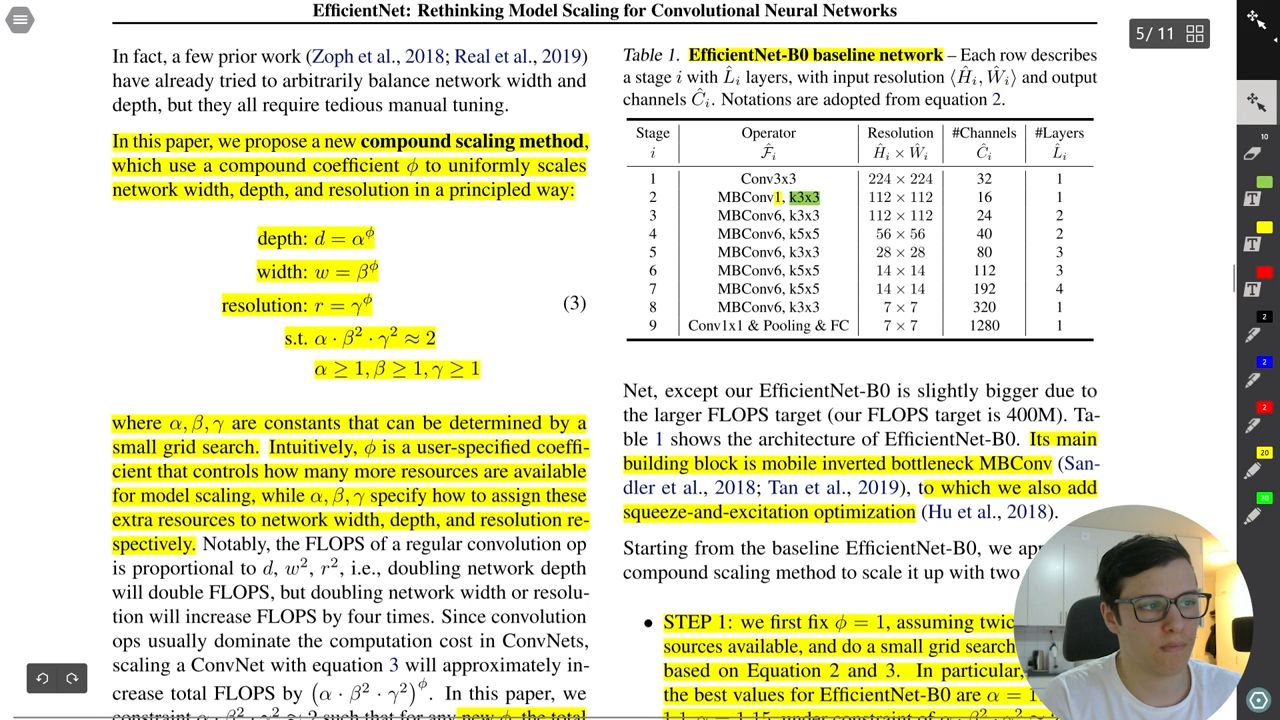 EfficientNet: Rethinking Model Scaling for Convolutional Neural Networks
5 / 11
In fact, a few prior work (Zoph et al., 2018; Real et al., 2019)
have already tried to arbitrarily balance network width and
depth, but they all require tedious manual tuning.
In this paper, we propose a new compound scaling method,
which use a compound coefficient ϕ to uniformly scales
network width, depth, and resolution in a principled way:
depth: d = α^ϕ
width: w = β^ϕ
resolution: r = γ^ϕ (3)
s.t. α · β² · γ² ≈ 2
α ≥ 1, β ≥ 1, γ ≥ 1
where α, β, γ are constants that can be determined by a
small grid search. Intuitively, ϕ is a user-specified coeffi-
cient that controls how many more resources are available
for model scaling, while α, β, γ specify how to assign these
extra resources to network width, depth, and resolution re-
spectively. Notably, the FLOPS of a regular convolution op
is proportional to d, w², r², i.e., doubling network depth
will double FLOPS, but doubling network width or resolu-
tion will increase FLOPS by four times. Since convolution
ops usually dominate the computation cost in ConvNets,
scaling a ConvNet with equation 3 will approximately in-
crease total FLOPS by (α · β² · γ²)^ϕ. In this paper, we
constraint α · β² · γ² ≈ 2 such that for any new ϕ, the total
Table 1. EfficientNet-B0 baseline network – Each row describes
a stage i with L̂i layers, with input resolution ⟨Ĥi, Ŵi⟩ and output
channels Ĉi. Notations are adopted from equation 2.
Stage Operator Resolution #Channels #Layers
i F̂i Ĥi × Ŵi Ĉi L̂i
1 Conv3x3 224 × 224 32 1
2 MBConv1, k3x3 112 × 112 16 1
3 MBConv6, k3x3 112 × 112 24 2
4 MBConv6, k5x5 56 × 56 40 2
5 MBConv6, k3x3 28 × 28 80 3
6 MBConv6, k5x5 14 × 14 112 3
7 MBConv6, k5x5 14 × 14 192 4
8 MBConv6, k3x3 7 × 7 320 1
9 Conv1x1 & Pooling & FC 7 × 7 1280 1
Net, except our EfficientNet-B0 is slightly bigger due to
the larger FLOPS target (our FLOPS target is 400M). Ta-
ble 1 shows the architecture of EfficientNet-B0. Its main
building block is mobile inverted bottleneck MBConv (San-
dler et al., 2018; Tan et al., 2019), to which we also add
squeeze-and-excitation optimization (Hu et al., 2018).
Starting from the baseline EfficientNet-B0, we
compound scaling method to scale it up with two
• STEP 1: we first fix ϕ = 1, assuming
sources available, and do a small grid search
based on Equation 2 and 3. In particular,
the best values for EfficientNet-B0 are α =
10
T
T
T
2
2
2
20
30